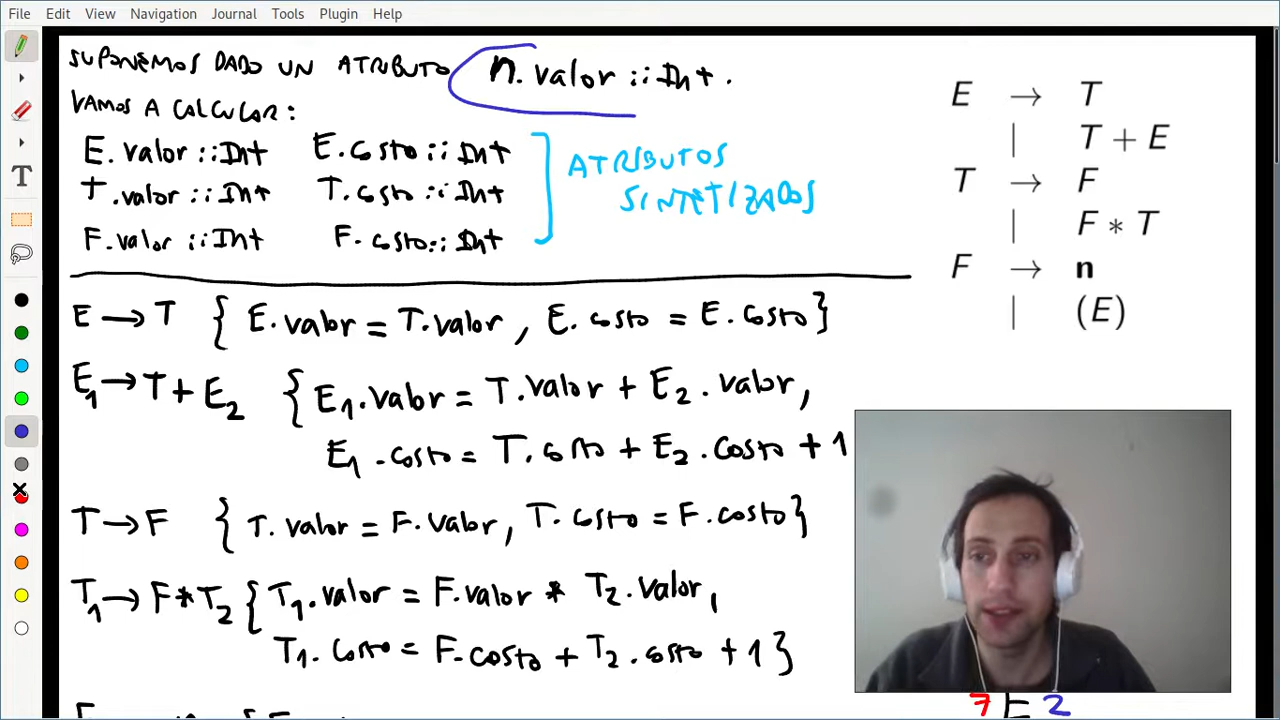 File Edit View Navigation Journal Tools Plugin Help
SUPONEMOS DADO UN ATRIBUTO n.valor :: Int.
VAMOS A CALCULAR:
E.valor :: Int E.costo :: Int
T.valor :: Int T.costo :: Int
F.valor :: Int F.costo :: Int
ATRIBUTOS
SINTETIZADOS
E → T
| T + E
T → F
| F * T
F → n
| (E)
E → T { E.valor = T.valor, E.costo = E.costo }
E1 → T + E2 { E1.valor = T.valor + E2.valor,
E1.costo = T.costo + E2.costo + 1
T → F { T.valor = F.valor, T.costo = F.costo }
T1 → F * T2 { T1.valor = F.valor * T2.valor,
T1.costo = F.costo + T2.costo + 1 }
7 E 2